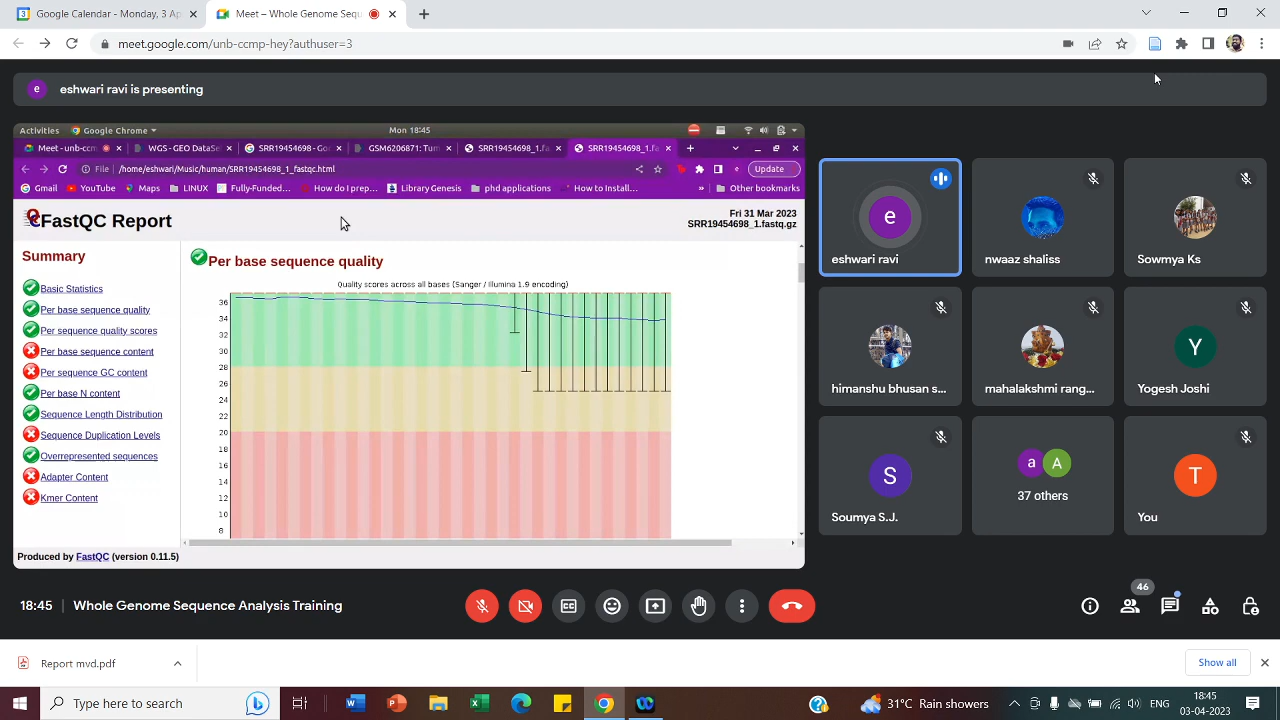 Google Calendar - Monday, 3 Ap
Meet – Whole Genome Sequ
meet.google.com/unb-ccmp-hey?authuser=3
e
eshwari ravi is presenting
Activities
Google Chrome
Mon 18:45
Meet - unb-ccm
WGS - GEO DataSe
SRR19454698 - Go
GSM6206871: Tum
SRR19454698_1.fa
SRR19454698_1.fa
File
/home/eshwari/Music/human/SRR19454698_1_fastqc.html
Update
Gmail
YouTube
Maps
LINUX
Fully-Funded...
How do I prep...
Library Genesis
phd applications
How to Install...
»
Other bookmarks
FastQC Report
Fri 31 Mar 2023
SRR19454698_1.fastq.gz
Summary
Basic Statistics
Per base sequence quality
Per sequence quality scores
Per base sequence content
Per sequence GC content
Per base N content
Sequence Length Distribution
Sequence Duplication Levels
Overrepresented sequences
Adapter Content
Kmer Content
Per base sequence quality
Quality scores across all bases (Sanger / Illumina 1.9 encoding)
36
34
32
30
28
26
24
22
20
18
16
14
12
10
8
Produced by FastQC (version 0.11.5)
e
eshwari ravi
nwaaz shaliss
Sowmya Ks
himanshu bhusan s...
mahalakshmi rang...
Y
Yogesh Joshi
S
Soumya S.J.
a
A
37 others
T
You
18:45
Whole Genome Sequence Analysis Training
46
Report mvd.pdf
Show all
Type here to search
31°C Rain showers
ENG
18:45
03-04-2023